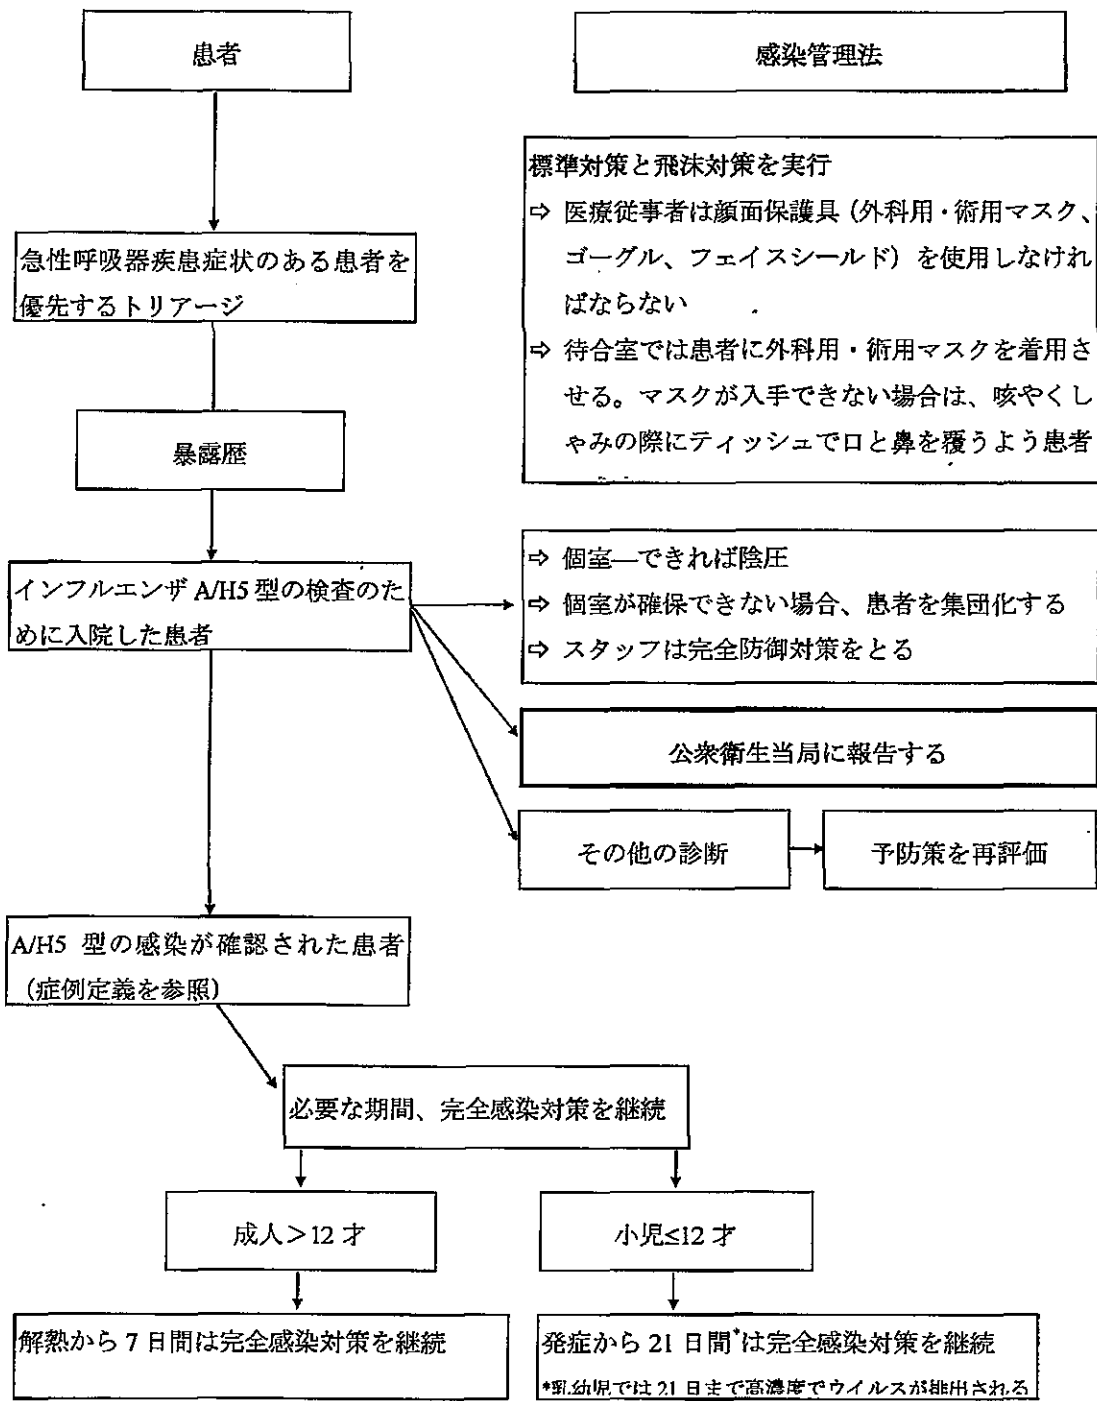 患者
感染管理法
標準対策と飛沫対策を実行
⇨ 医療従事者は顔面保護具（外科用・術用マスク、
ゴーグル、フェイスシールド）を使用しなけれ
ばならない
⇨ 待合室では患者に外科用・術用マスクを着用さ
せる。マスクが入手できない場合は、咳やくし
ゃみの際にティッシュで口と鼻を覆うよう患者
急性呼吸器疾患症状のある患者を
優先するトリアージ
暴露歴
インフルエンザ A/H5 型の検査のた
めに入院した患者
⇨ 個室―できれば陰圧
⇨ 個室が確保できない場合、患者を集団化する
⇨ スタッフは完全防御対策をとる
公衆衛生当局に報告する
その他の診断
予防策を再評価
A/H5 型の感染が確認された患者
（症例定義を参照）
必要な期間、完全感染対策を継続
成人＞12 才
小児≤12 才
解熱から 7 日間は完全感染対策を継続
発症から 21 日間*は完全感染対策を継続
*乳幼児では 21 日まで高濃度でウイルスが排出される